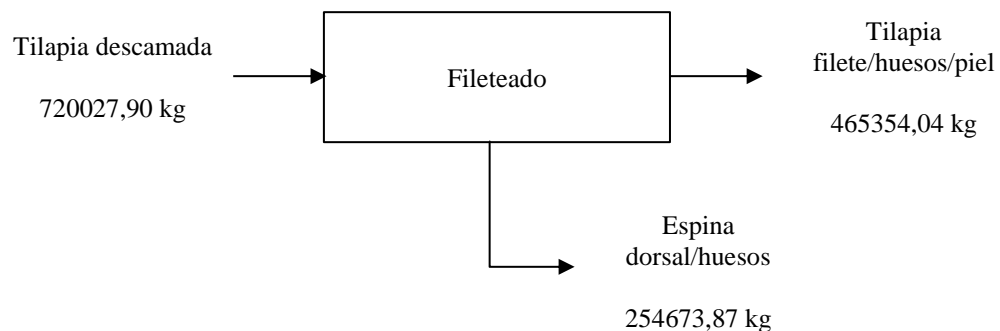 Tilapia descamada
720027,90 kg
Fileteado
Tilapia
filete/huesos/piel
465354,04 kg
Espina
dorsal/huesos
254673,87 kg